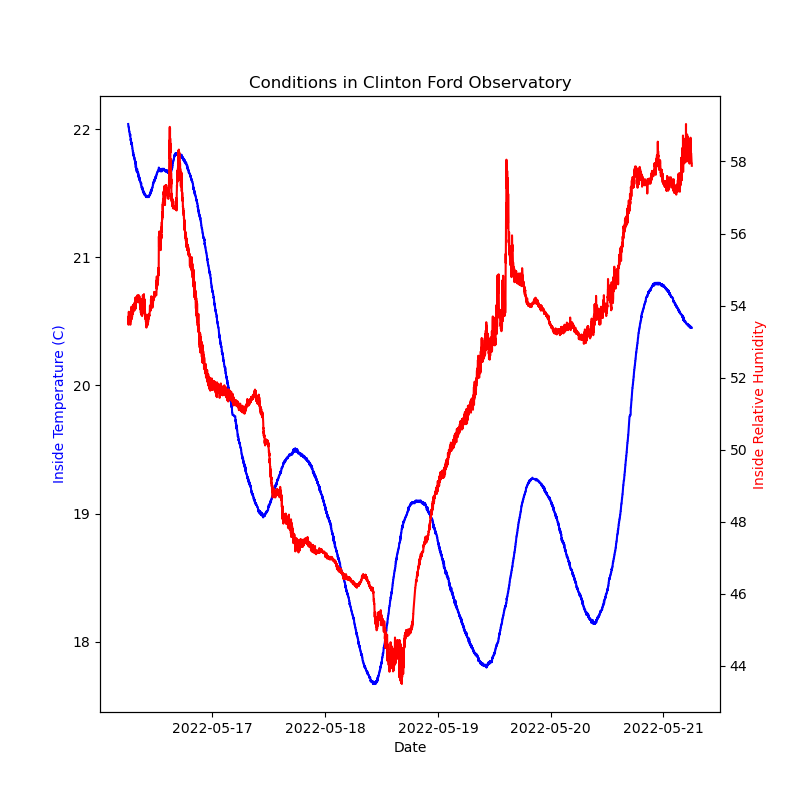 Conditions in Clinton Ford Observatory
22
21
20
19
18
Inside Temperature (C)
58
56
54
52
50
48
46
44
Inside Relative Humidity
2022-05-17 2022-05-18 2022-05-19 2022-05-20 2022-05-21
Date